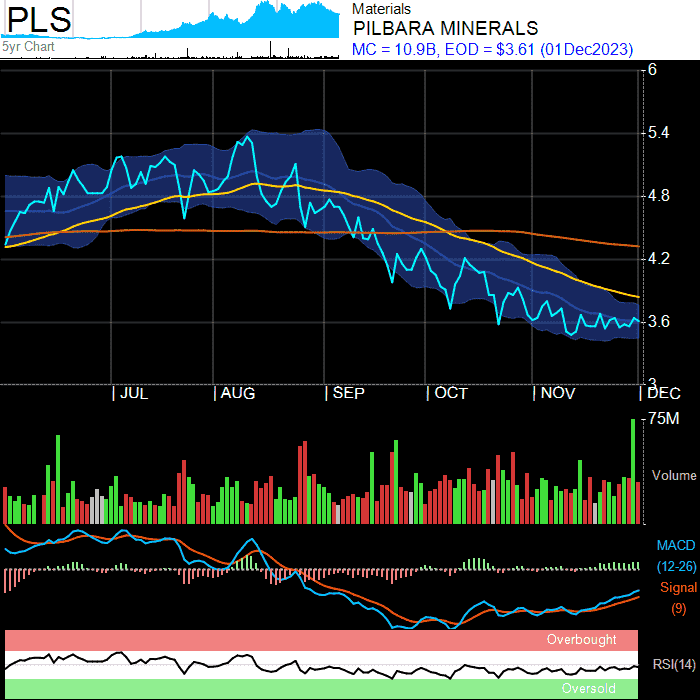 PLS
5yr Chart
Materials
PILBARA MINERALS
MC = 10.9B, EOD = $3.61 (01Dec2023)
6
5.4
4.8
4.2
3.6
3
JUL AUG SEP OCT NOV DEC
75M
Volume
MACD
(12-26)
Signal
(9)
Overbought
RSI(14)
Oversold